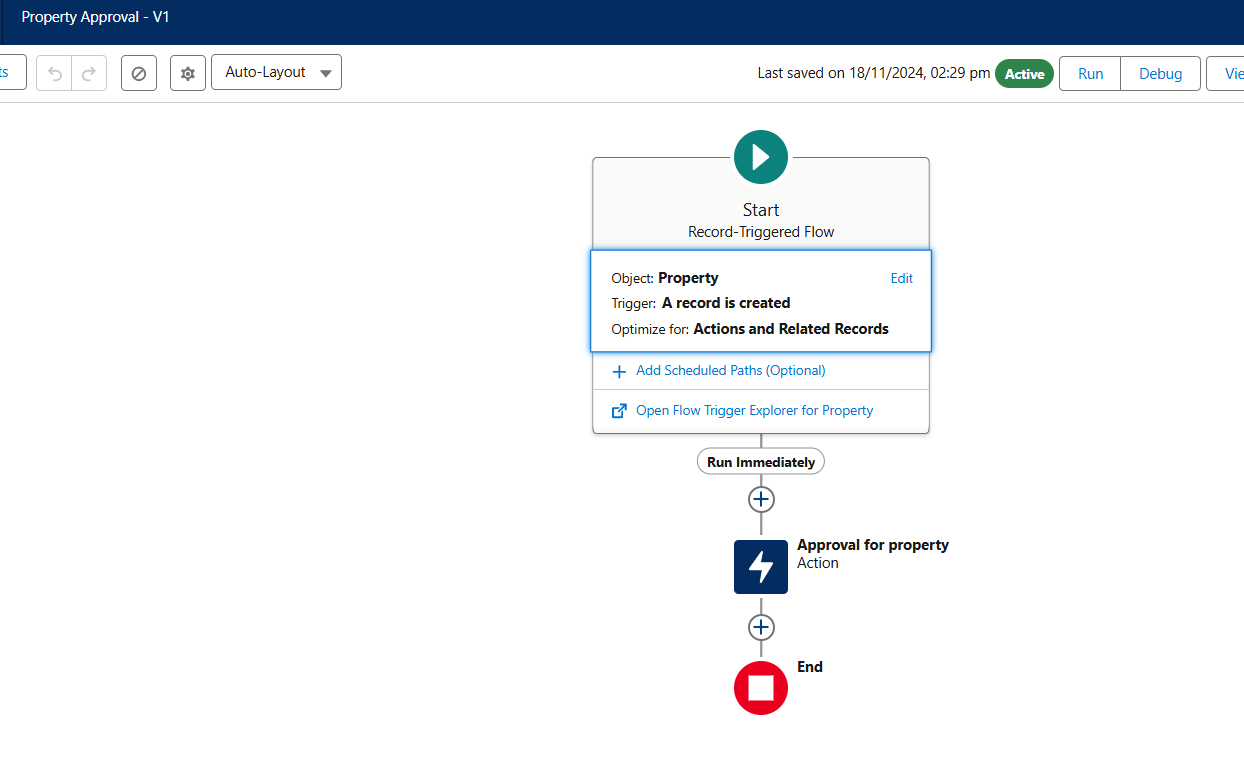 Property Approval - V1
ts
Auto-Layout
Last saved on 18/11/2024, 02:29 pm Active Run Debug Vie
Start
Record-Triggered Flow
Object: Property Edit
Trigger: A record is created
Optimize for: Actions and Related Records
Add Scheduled Paths (Optional)
Open Flow Trigger Explorer for Property
Run Immediately
Approval for property
Action
End